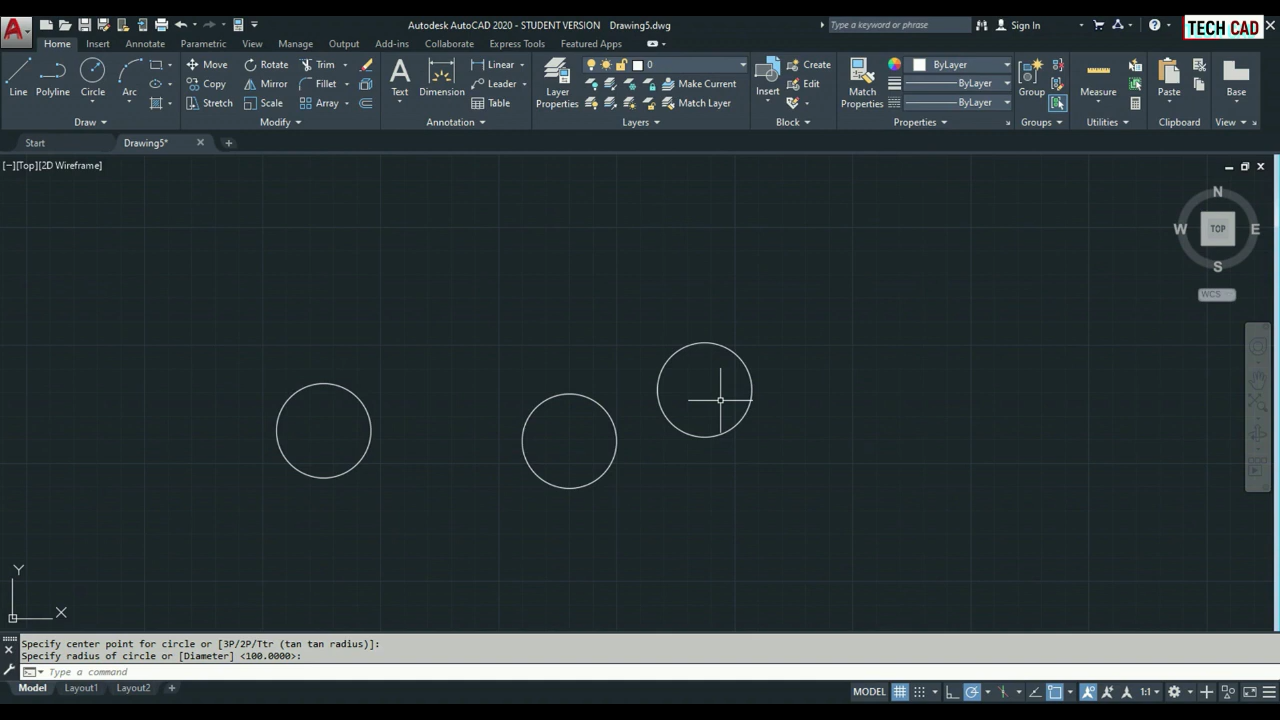 Autodesk AutoCAD 2020 - STUDENT VERSION Drawing5.dwg
Type a keyword or phrase
Sign In
TECH CAD
Home Insert Annotate Parametric View Manage Output Add-ins Collaborate Express Tools Featured Apps
Line Polyline Circle Arc
Move Rotate Trim
Copy Mirror Fillet
Stretch Scale Array
Text Dimension
Linear
Leader
Table
Layer Properties
0
Make Current
Match Layer
Insert
Create
Edit
Match Properties
ByLayer
ByLayer
ByLayer
Group
Measure
Paste
Base
Draw Modify Annotation Layers Block Properties Groups Utilities Clipboard View
Start Drawing5*
[−][Top][2D Wireframe]
N
W TOP E
S
WCS
Y
X
Specify center point for circle or [3P/2P/Ttr (tan tan radius)]:
Specify radius of circle or [Diameter] <100.0000>:
Type a command
Model Layout1 Layout2
MODEL
1:1